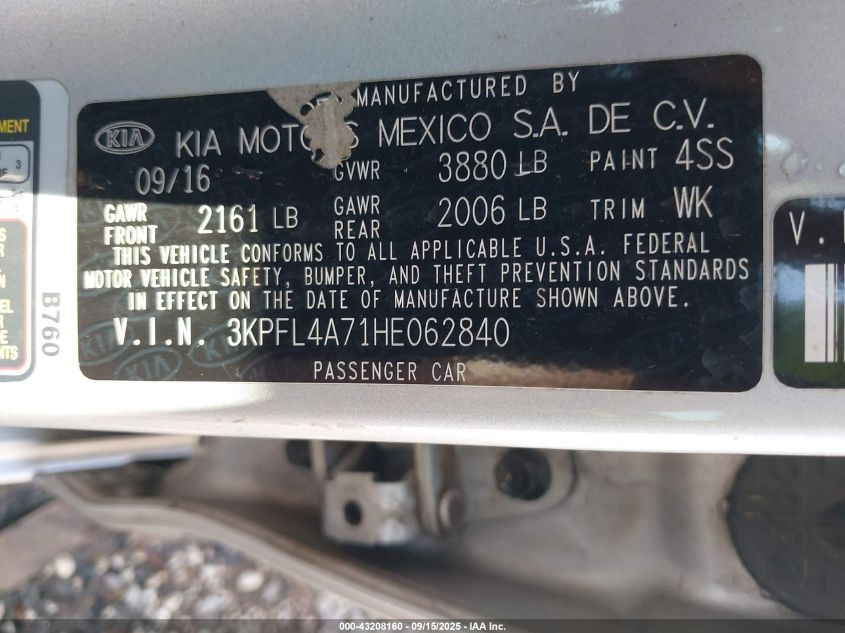 MANUFACTURED BY
KIA KIA MOTORS MEXICO S.A. DE C.V.
09/16 GVWR 3880 LB PAINT 4SS
GAWR FRONT 2161 LB GAWR REAR 2006 LB TRIM WK
THIS VEHICLE CONFORMS TO ALL APPLICABLE U.S.A. FEDERAL
MOTOR VEHICLE SAFETY, BUMPER, AND THEFT PREVENTION STANDARDS
IN EFFECT ON THE DATE OF MANUFACTURE SHOWN ABOVE.
V.I.N. 3KPFL4A71HE062840
PASSENGER CAR
B760
V.
000-43208160 - 09/15/2025 - IAA Inc.